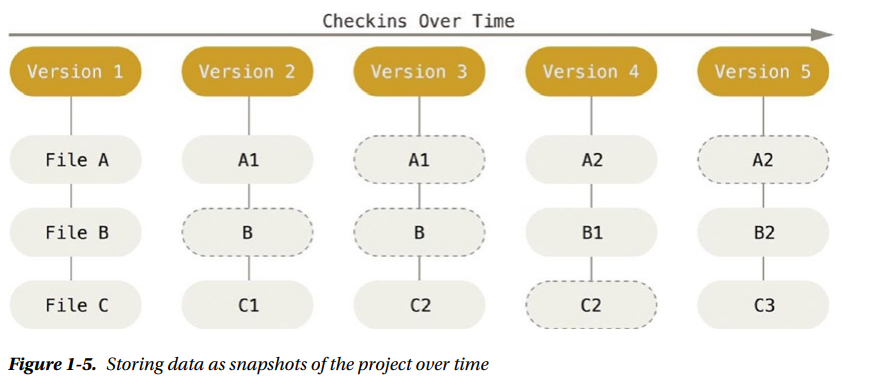 Checkins Over Time
Version 1 Version 2 Version 3 Version 4 Version 5
File A A1 A1 A2 A2
File B B B B1 B2
File C C1 C2 C2 C3
Figure 1-5. Storing data as snapshots of the project over time